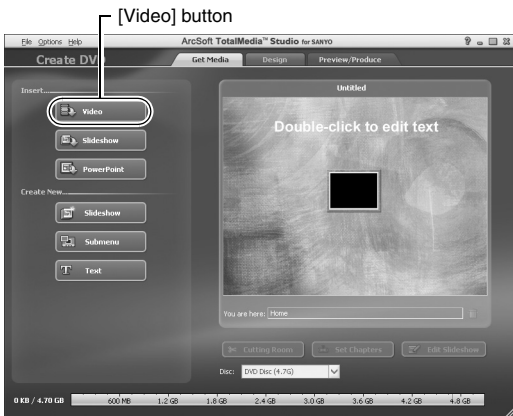 [Video] button
File Options Help
ArcSoft TotalMedia™ Studio for SANYO
?
Create DVD
Get Media
Design
Preview/Produce
Insert...
Video
Slideshow
PowerPoint
Create New...
Slideshow
Submenu
T Text
Untitled
Double-click to edit text
You are here: Home
Cutting Room
Set Chapters
Edit Slideshow
Disc: DVD Disc (4.7G)
0 KB / 4.70 GB
600 MB 1.2 GB 1.8 GB 2.4 GB 3.0 GB 3.6 GB 4.2 GB 4.8 GB